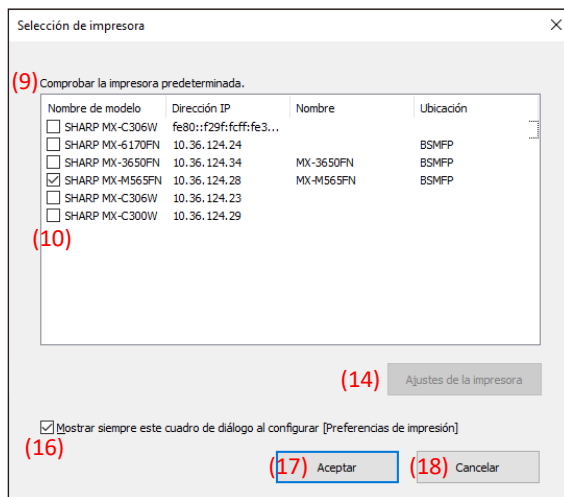 Selección de impresora
(9) Comprobar la impresora predeterminada.
Nombre de modelo Dirección IP Nombre Ubicación
SHARP MX-C306W fe80::f29f:fcff:fe3...
SHARP MX-6170FN 10.36.124.24 BSMFP
SHARP MX-3650FN 10.36.124.34 MX-3650FN BSMFP
SHARP MX-M565FN 10.36.124.28 MX-M565FN BSMFP
SHARP MX-C306W 10.36.124.23
SHARP MX-C300W 10.36.124.29
(10)
(14) Ajustes de la impresora
Mostrar siempre este cuadro de diálogo al configurar [Preferencias de impresión]
(16)
(17) Aceptar (18) Cancelar